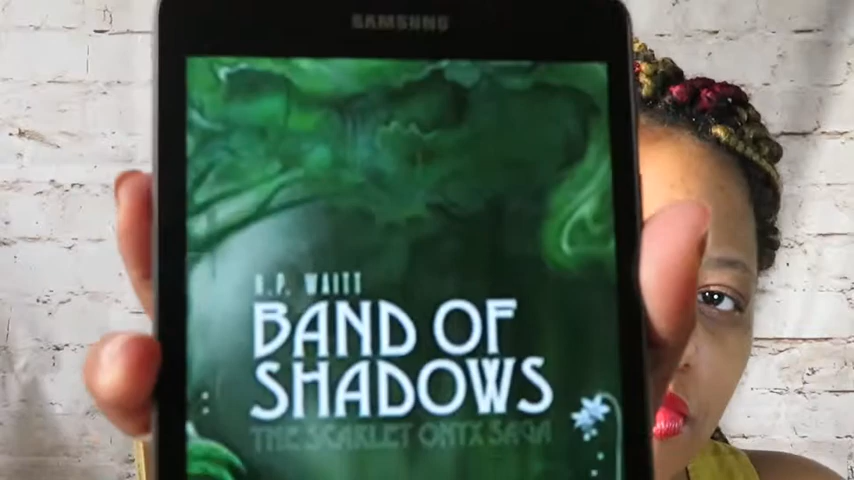 SAMSUNG
R.P. WAITT
BAND OF
SHADOWS
THE SCARLET ONYX SAGA